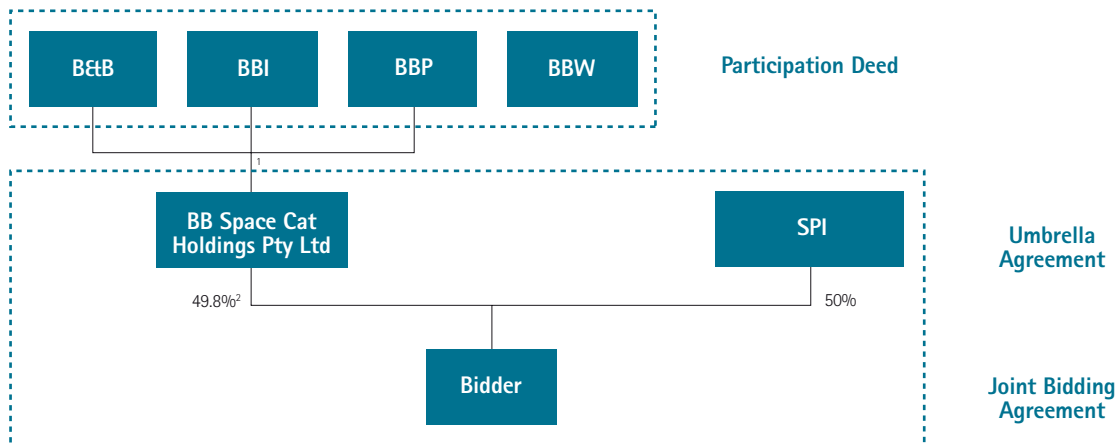 B&B
BBI
BBP
BBW
Participation Deed
1
BB Space Cat
Holdings Pty Ltd
SPI
Umbrella
Agreement
49.8%²
50%
Bidder
Joint Bidding
Agreement